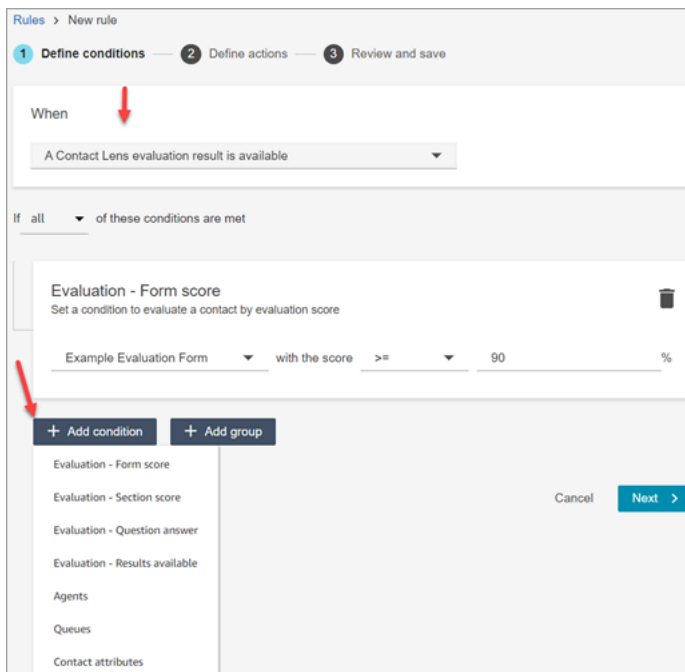 Rules > New rule
1 Define conditions 2 Define actions 3 Review and save
When
A Contact Lens evaluation result is available
If all of these conditions are met
Evaluation - Form score
Set a condition to evaluate a contact by evaluation score
Example Evaluation Form with the score >= 90 %
+ Add condition + Add group
Evaluation - Form score
Evaluation - Section score
Cancel Next >
Evaluation - Question answer
Evaluation - Results available
Agents
Queues
Contact attributes